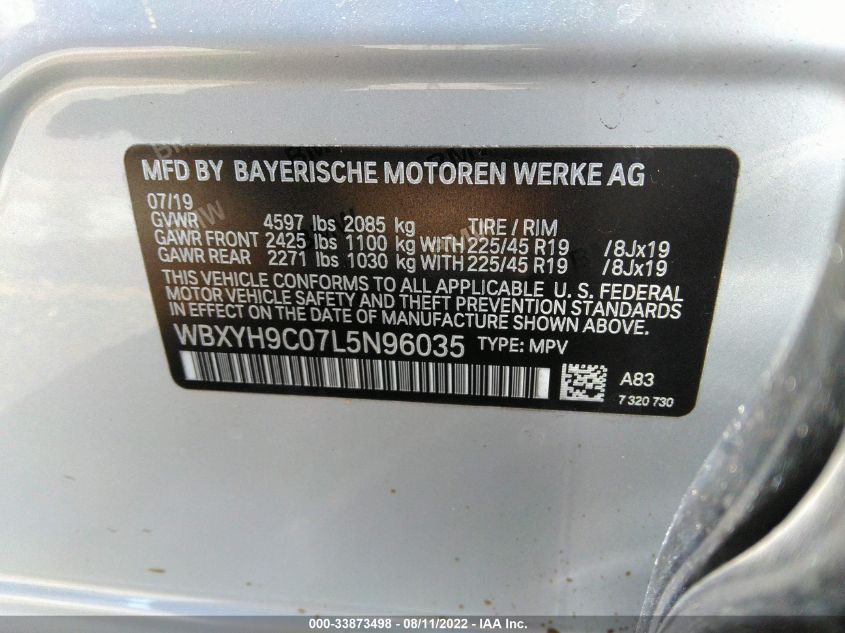 MFD BY BAYERISCHE MOTOREN WERKE AG
07/19
GVWR 4597 lbs 2085 kg TIRE / RIM
GAWR FRONT 2425 lbs 1100 kg WITH 225/45 R19 /8Jx19
GAWR REAR 2271 lbs 1030 kg WITH 225/45 R19 /8Jx19
THIS VEHICLE CONFORMS TO ALL APPLICABLE U. S. FEDERAL
MOTOR VEHICLE SAFETY AND THEFT PREVENTION STANDARDS
IN EFFECT ON THE DATE OF MANUFACTURE SHOWN ABOVE.
WBXYH9C07L5N96035 TYPE: MPV
A83
7 320 730
000-33873498 - 08/11/2022 - IAA Inc.